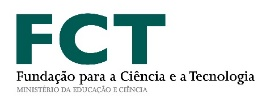 FCT
Fundação para a Ciência e a Tecnologia
MINISTÉRIO DA EDUCAÇÃO E CIÊNCIA